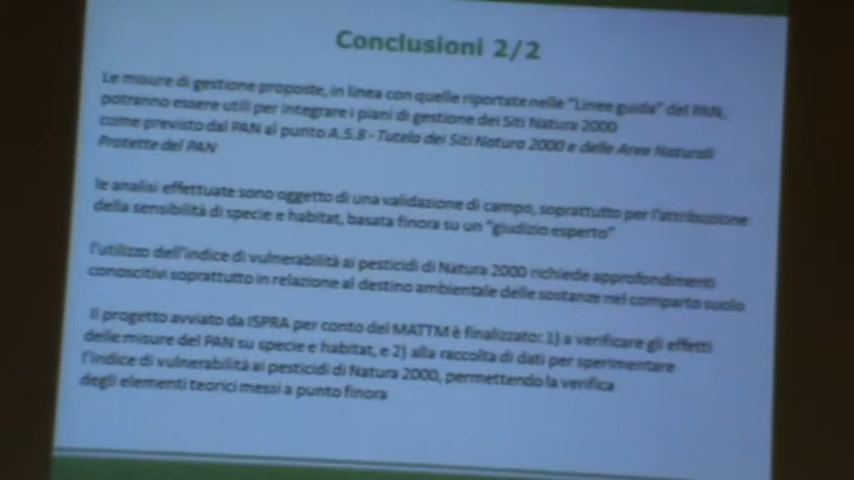 Conclusioni 2/2
Le misure di gestione proposte, in linea con quelle riportate nelle "Linee guida" del PAN,
potranno essere utili per integrare i piani di gestione dei Siti Natura 2000
come previsto dal PAN al punto A.5.8 - Tutela dei Siti Natura 2000 e delle Aree Naturali
Protette del PAN
le analisi effettuate sono oggetto di una validazione di campo, soprattutto per l'attribuzione
della sensibilità di specie e habitat, basata finora su un "giudizio esperto"
l'utilizzo dell'indice di vulnerabilità ai pesticidi di Natura 2000 richiede approfondimenti
conoscitivi soprattutto in relazione al destino ambientale delle sostanze nel comparto suolo
Il progetto avviato da ISPRA per conto del MATTM è finalizzato: 1) a verificare gli effetti
delle misure del PAN su specie e habitat, e 2) alla raccolta di dati per sperimentare
l'indice di vulnerabilità ai pesticidi di Natura 2000, permettendo la verifica
degli elementi teorici messi a punto finora